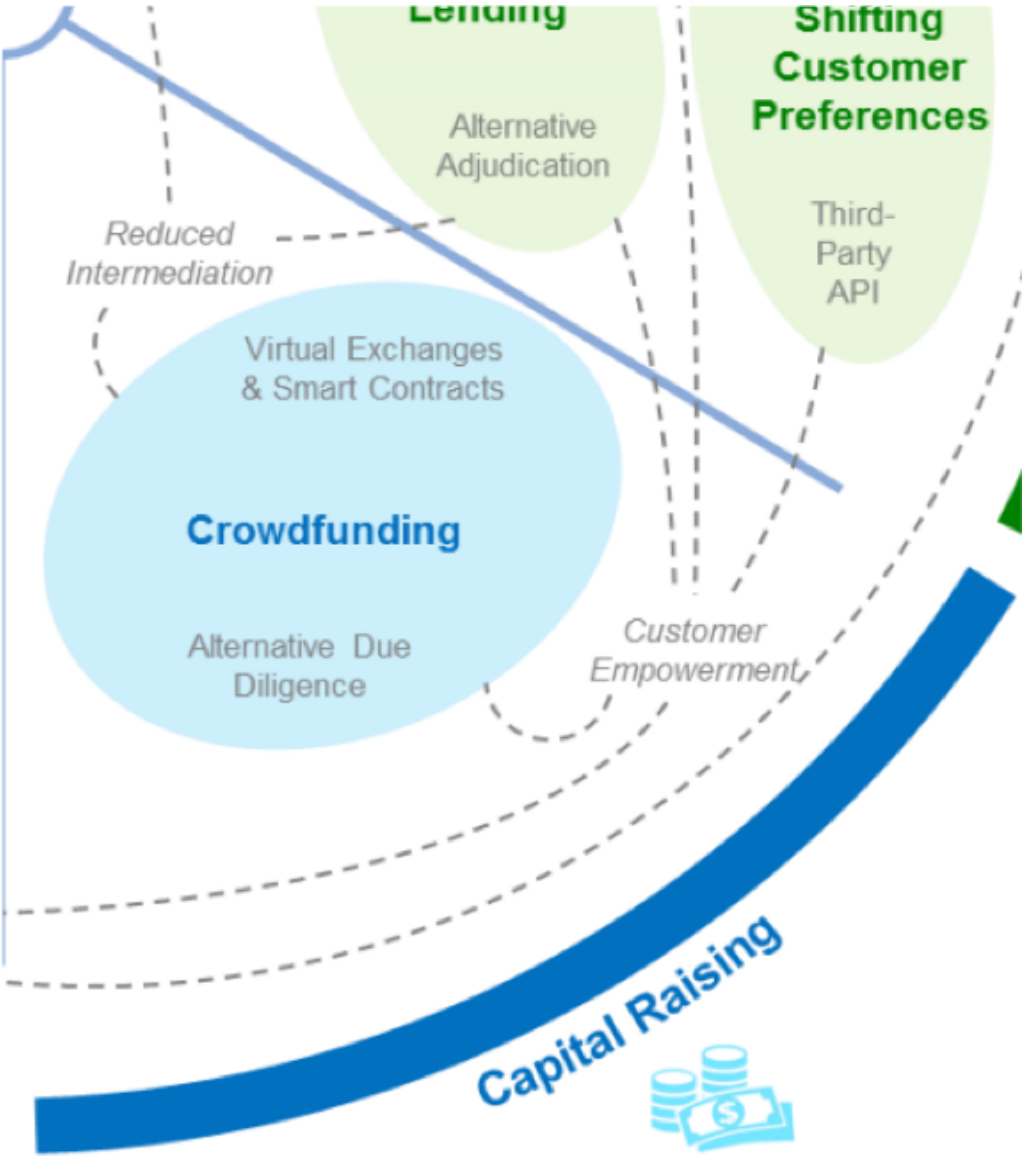 Lending
Shifting
Customer
Preferences
Alternative
Adjudication
Third-
Party
API
Reduced
Intermediation
Virtual Exchanges
& Smart Contracts
Crowdfunding
Alternative Due
Diligence
Customer
Empowerment
Capital Raising
$